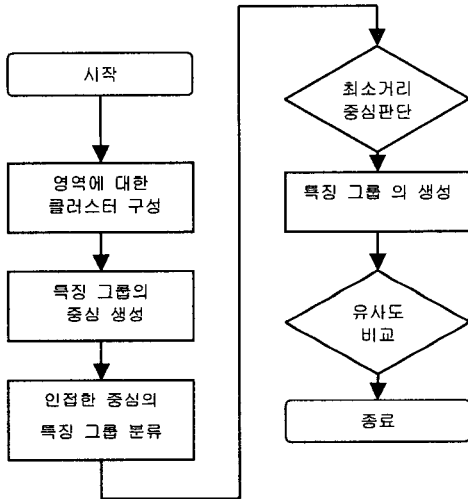 시작
영역에 대한
클러스터 구성
특징 그룹의
중심 생성
인접한 중심의
특징 그룹 분류
최소거리
중심판단
특징 그룹 의 생성
유사도
비교
종료